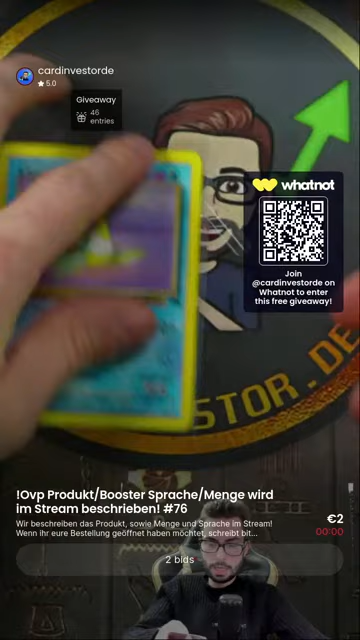 cardinvestorde
5.0
Giveaway
46
entries
whatnot
Join
@cardinvestorde on
Whatnot to enter
this free giveaway!
STOR.DE
!Ovp Produkt/Booster Sprache/Menge wird
im Stream beschrieben! #76
€2
Wir beschreiben das Produkt, sowie Menge und Sprache im Stream!
00:00
Wenn ihr eure Bestellung geöffnet haben möchtet, schreibt bit...
2 bids